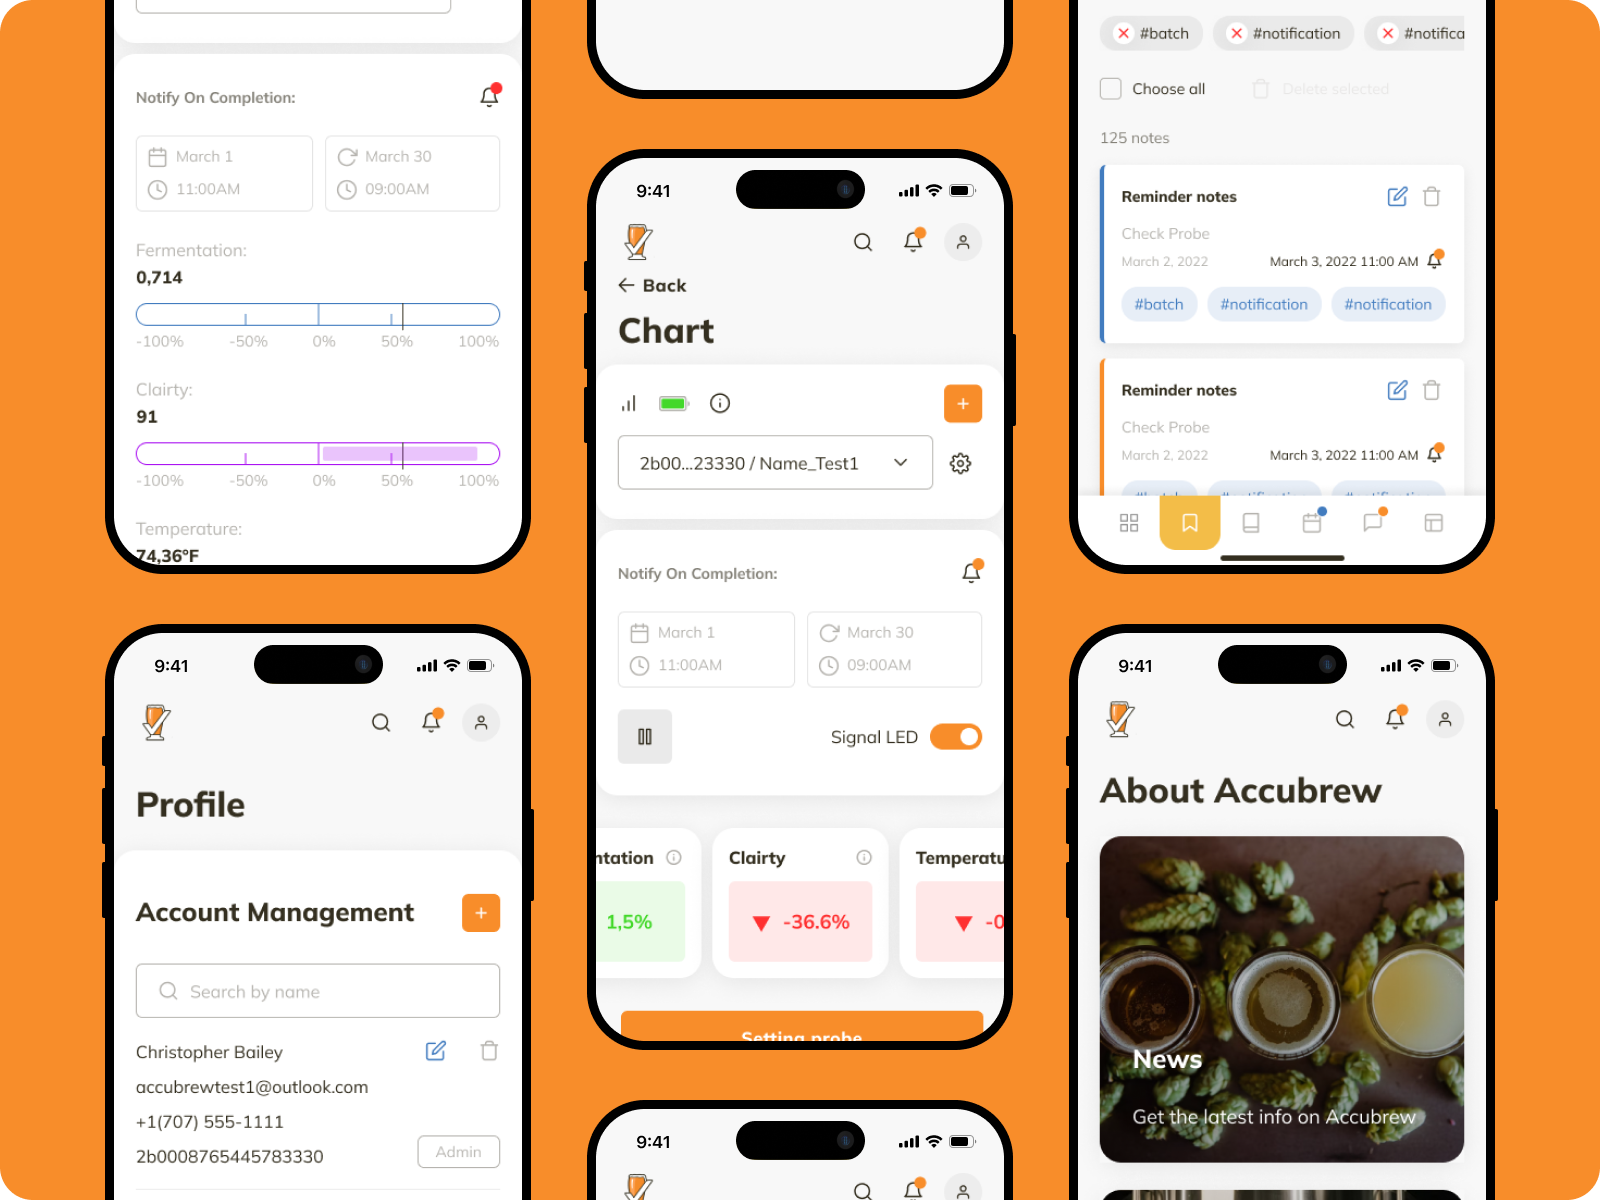 Notify On Completion:
March 1
11:00AM
March 30
09:00AM
Fermentation:
0,714
-100% -50% 0% 50% 100%
Clairty:
91
-100% -50% 0% 50% 100%
Temperature:
74,36°F
9:41
Profile
Account Management
+
Search by name
Christopher Bailey
accubrewtest1@outlook.com
+1(707) 555-1111
2b0008765445783330
Admin
9:41
Back
Chart
+
2b00...23330 / Name_Test1
Notify On Completion:
March 1
11:00AM
March 30
09:00AM
Signal LED
ntation
1,5%
Clairty
-36.6%
Temperatu
-0
Setting probe
9:41
#batch #notification #notifica
Choose all Delete selected
125 notes
Reminder notes
Check Probe
March 2, 2022 March 3, 2022 11:00 AM
#batch #notification #notification
Reminder notes
Check Probe
March 2, 2022 March 3, 2022 11:00 AM
#batch #notification #notification
9:41
About Accubrew
News
Get the latest info on Accubrew